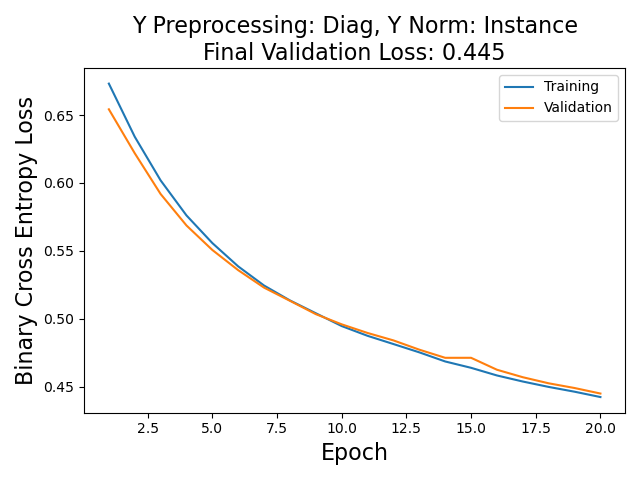 Y Preprocessing: Diag, Y Norm: Instance
Final Validation Loss: 0.445
Training
Validation
Binary Cross Entropy Loss
0.65
0.60
0.55
0.50
0.45
2.5 5.0 7.5 10.0 12.5 15.0 17.5 20.0
Epoch